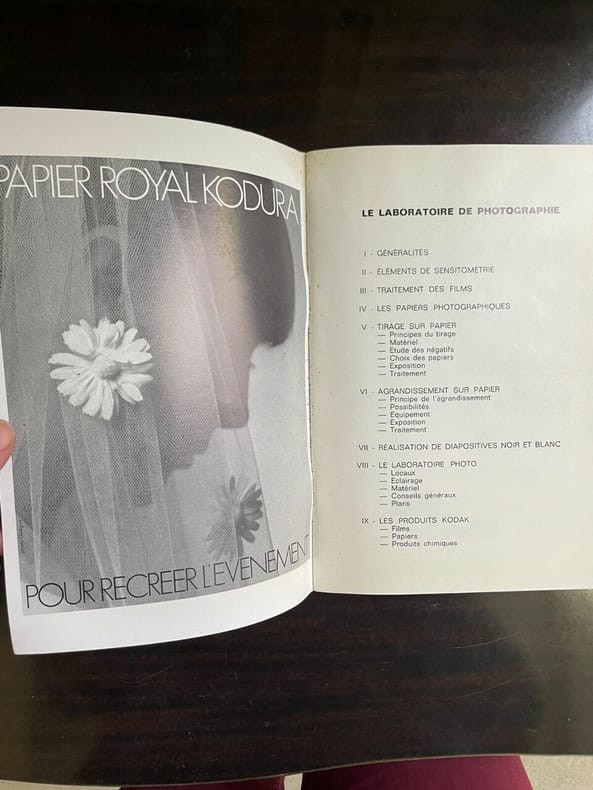 PAPIER ROYAL KODURA
POUR RECREER L'EVENEMENT
LE LABORATOIRE DE PHOTOGRAPHIE
I - GÉNÉRALITÉS
II - ÉLÉMENTS DE SENSITOMÉTRIE
III - TRAITEMENT DES FILMS
IV - LES PAPIERS PHOTOGRAPHIQUES
V - TIRAGE SUR PAPIER
— Principes du tirage
— Matériel
— Etude des négatifs
— Choix des papiers
— Exposition
— Traitement
VI - AGRANDISSEMENT SUR PAPIER
— Principe de l'agrandissement
— Possibilités
— Equipement
— Exposition
— Traitement
VII - RÉALISATION DE DIAPOSITIVES NOIR ET BLANC
VIII - LE LABORATOIRE PHOTO
— Locaux
— Eclairage
— Matériel
— Conseils généraux
— Plans
IX - LES PRODUITS KODAK
— Films
— Papiers
— Produits chimiques